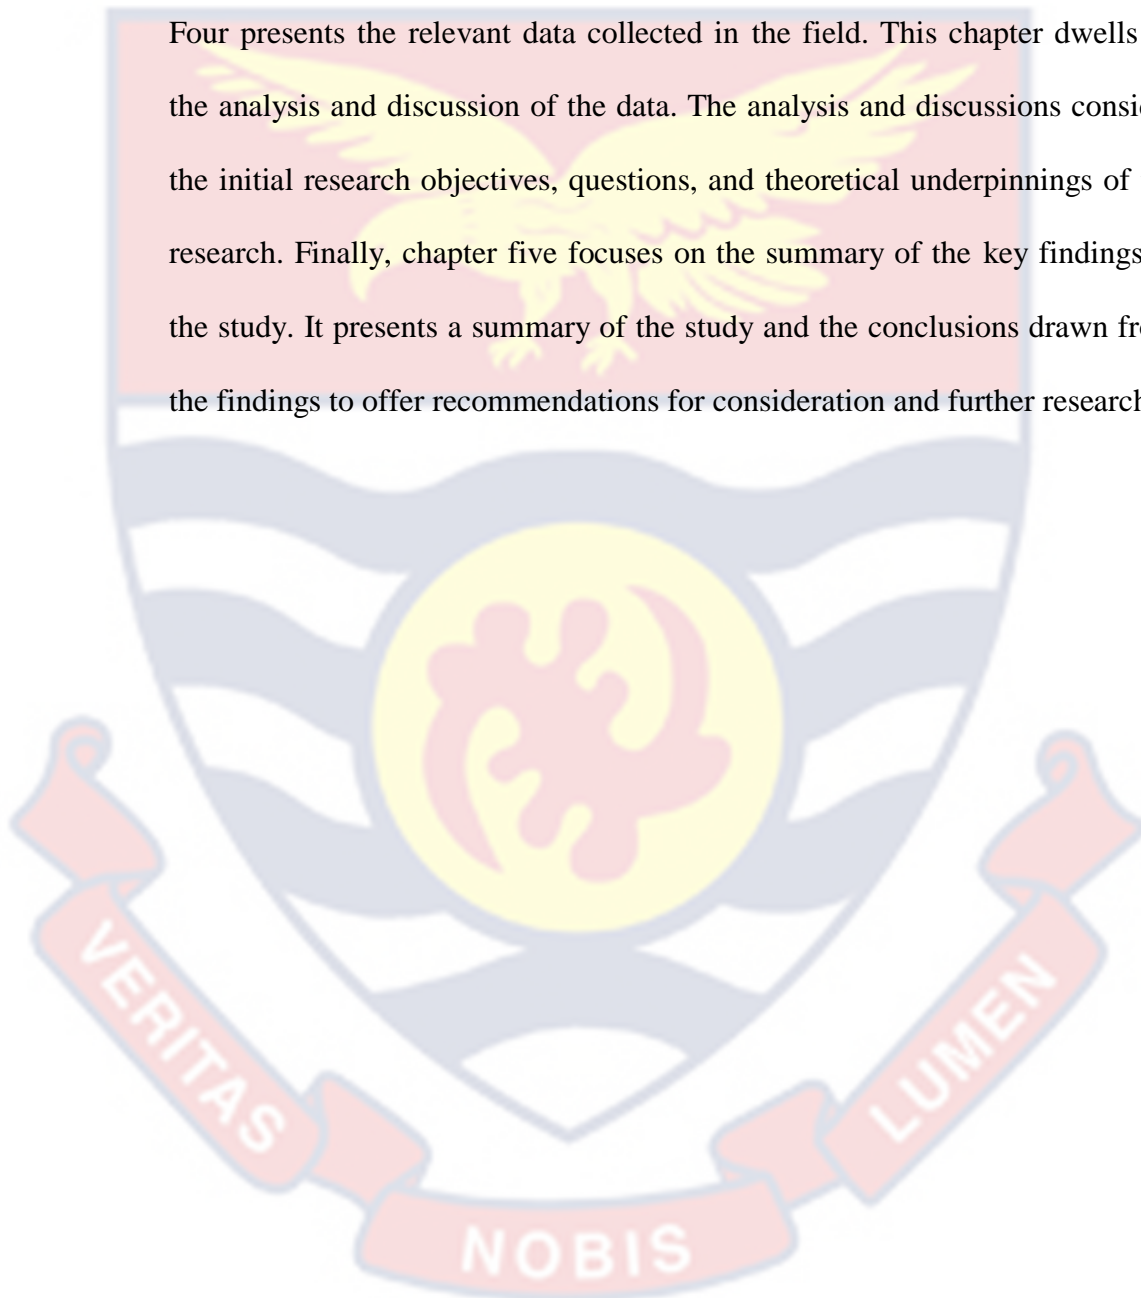 Four presents the relevant data collected in the field. This chapter dwells
the analysis and discussion of the data. The analysis and discussions
the initial research objectives, questions, and theoretical underpinnings of
research. Finally, chapter five focuses on the summary of the key findings
the study. It presents a summary of the study and the conclusions drawn
the findings to offer recommendations for consideration and further research
VERITAS
NOBIS
LUMEN